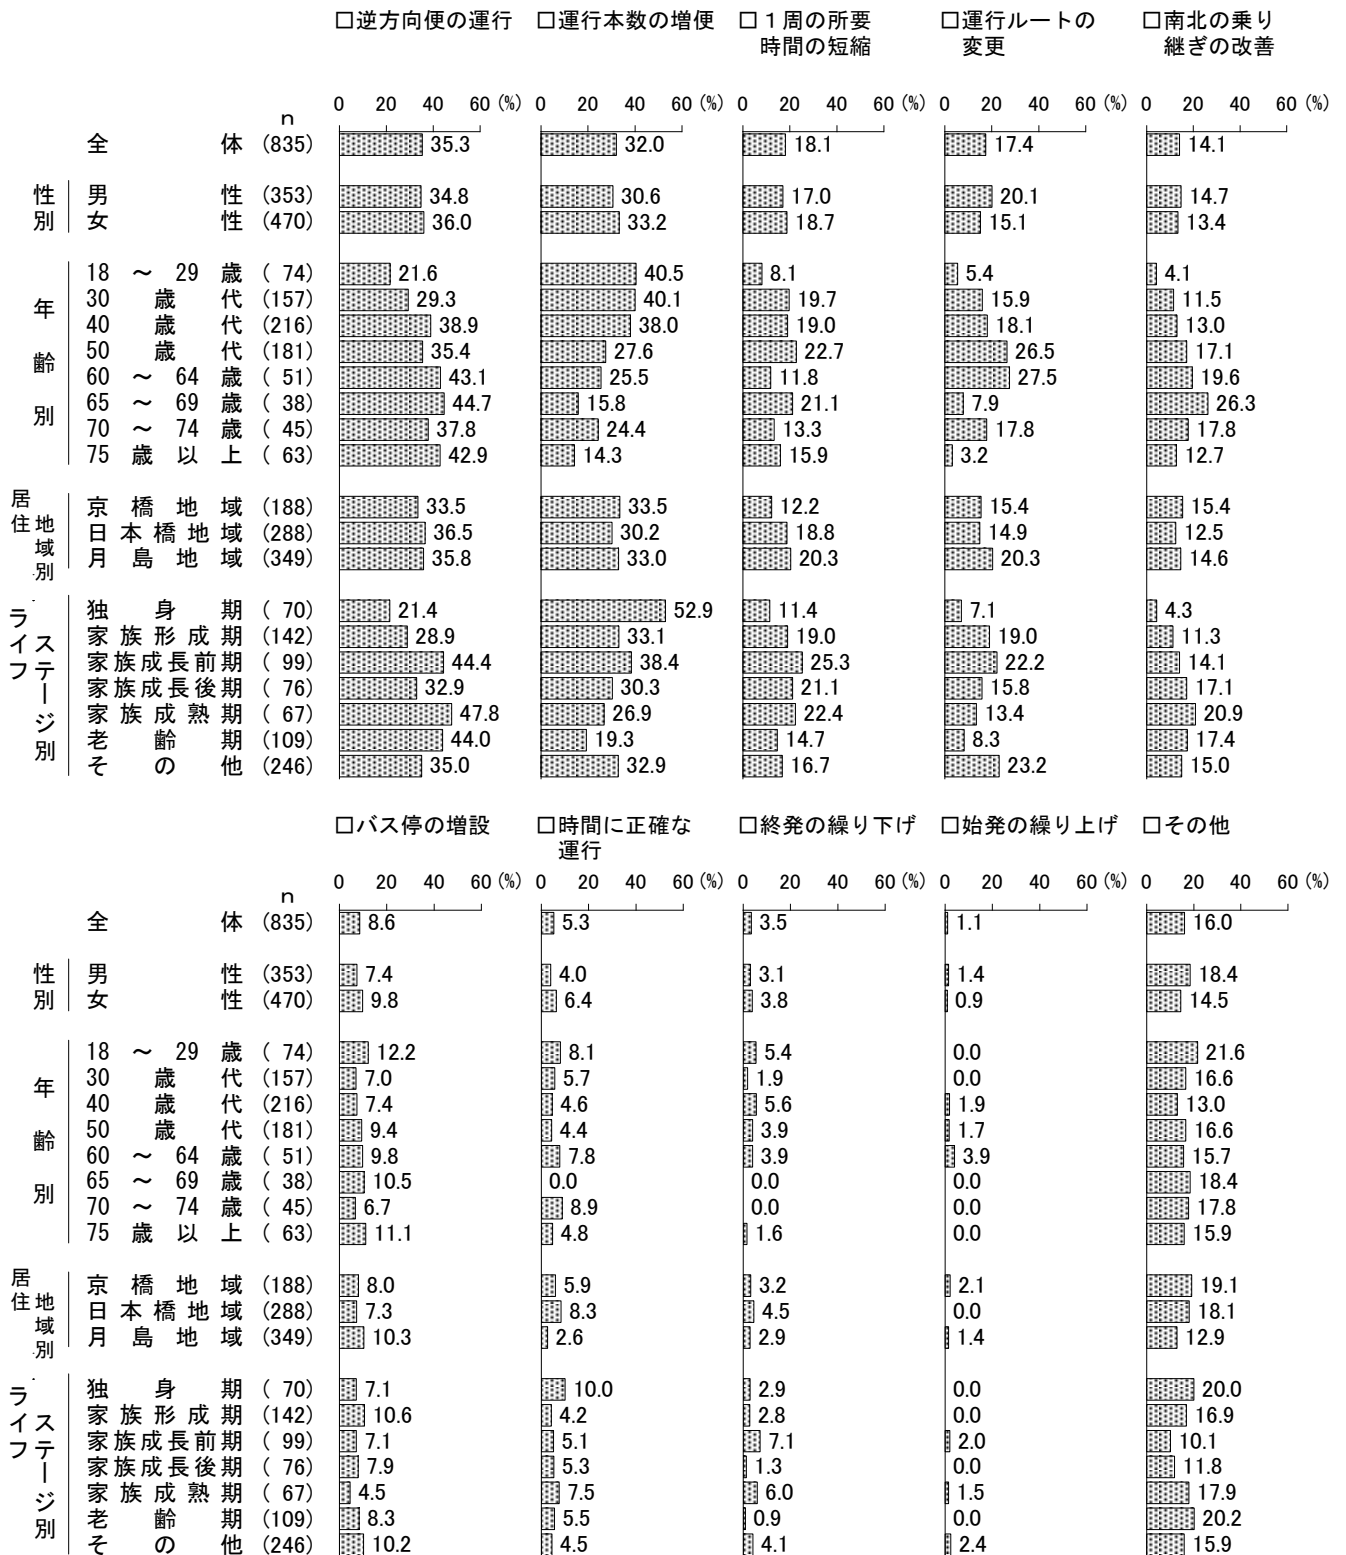 □逆方向便の運行 □運行本数の増便 □１周の所要時間の短縮 □運行ルートの変更 □南北の乗り継ぎの改善
0 20 40 60 (%) 0 20 40 60 (%) 0 20 40 60 (%) 0 20 40 60 (%) 0 20 40 60 (%)
n
全体 (835) 35.3 32.0 18.1 17.4 14.1
性別
男性 (353) 34.8 30.6 17.0 20.1 14.7
女性 (470) 36.0 33.2 18.7 15.1 13.4
年齢別
18～29歳 (74) 21.6 40.5 8.1 5.4 4.1
30歳代 (157) 29.3 40.1 19.7 15.9 11.5
40歳代 (216) 38.9 38.0 19.0 18.1 13.0
50歳代 (181) 35.4 27.6 22.7 26.5 17.1
60～64歳 (51) 43.1 25.5 11.8 27.5 19.6
65～69歳 (38) 44.7 15.8 21.1 7.9 26.3
70～74歳 (45) 37.8 24.4 13.3 17.8 17.8
75歳以上 (63) 42.9 14.3 15.9 3.2 12.7
居住地域別
京橋地域 (188) 33.5 33.5 12.2 15.4 15.4
日本橋地域 (288) 36.5 30.2 18.8 14.9 12.5
月島地域 (349) 35.8 33.0 20.3 20.3 14.6
ライフステージ別
独身期 (70) 21.4 52.9 11.4 7.1 4.3
家族形成期 (142) 28.9 33.1 19.0 19.0 11.3
家族成長前期 (99) 44.4 38.4 25.3 22.2 14.1
家族成長後期 (76) 32.9 30.3 21.1 15.8 17.1
家族成熟期 (67) 47.8 26.9 22.4 13.4 20.9
老齢期 (109) 44.0 19.3 14.7 8.3 17.4
その他 (246) 35.0 32.9 16.7 23.2 15.0
□バス停の増設 □時間に正確な運行 □終発の繰り下げ □始発の繰り上げ □その他
0 20 40 60 (%) 0 20 40 60 (%) 0 20 40 60 (%) 0 20 40 60 (%) 0 20 40 60 (%)
n
全体 (835) 8.6 5.3 3.5 1.1 16.0
性別
男性 (353) 7.4 4.0 3.1 1.4 18.4
女性 (470) 9.8 6.4 3.8 0.9 14.5
年齢別
18～29歳 (74) 12.2 8.1 5.4 0.0 21.6
30歳代 (157) 7.0 5.7 1.9 0.0 16.6
40歳代 (216) 7.4 4.6 5.6 1.9 13.0
50歳代 (181) 9.4 4.4 3.9 1.7 16.6
60～64歳 (51) 9.8 7.8 3.9 3.9 15.7
65～69歳 (38) 10.5 0.0 0.0 0.0 18.4
70～74歳 (45) 6.7 8.9 0.0 0.0 17.8
75歳以上 (63) 11.1 4.8 1.6 0.0 15.9
居住地域別
京橋地域 (188) 8.0 5.9 3.2 2.1 19.1
日本橋地域 (288) 7.3 8.3 4.5 0.0 18.1
月島地域 (349) 10.3 2.6 2.9 1.4 12.9
ライフステージ別
独身期 (70) 7.1 10.0 2.9 0.0 20.0
家族形成期 (142) 10.6 4.2 2.8 0.0 16.9
家族成長前期 (99) 7.1 5.1 7.1 2.0 10.1
家族成長後期 (76) 7.9 5.3 1.3 0.0 11.8
家族成熟期 (67) 4.5 7.5 6.0 1.5 17.9
老齢期 (109) 8.3 5.5 0.9 0.0 20.2
その他 (246) 10.2 4.5 4.1 2.4 15.9